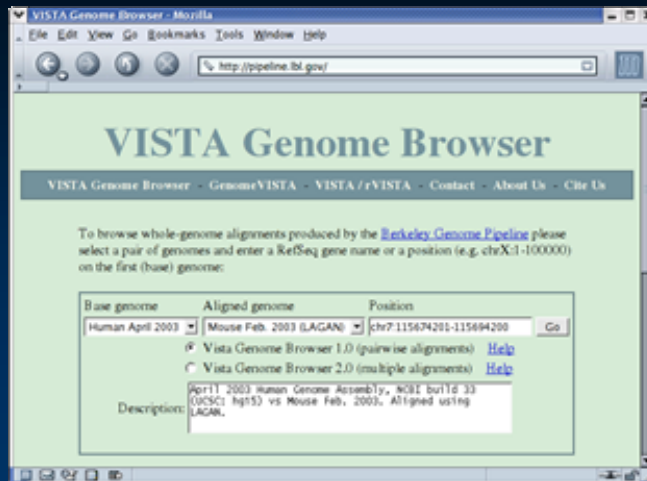 VISTA Genome Browser - Mozilla
File Edit View Go Bookmarks Tools Window Help
http://pipeline.lbl.gov/
VISTA Genome Browser
VISTA Genome Browser - GenomeVISTA - VISTA / rVISTA - Contact - About Us - Cite Us
To browse whole-genome alignments produced by the Berkeley Genome Pipeline please
select a pair of genomes and enter a RefSeq gene name or a position (e.g. chrX:1-100000)
on the first (base) genome:
Base genome Aligned genome Position
Human April 2003 Mouse Feb. 2003 (LAGAN) chr7:115674201-115694200 Go
Vista Genome Browser 1.0 (pairwise alignments) Help
Vista Genome Browser 2.0 (multiple alignments) Help
April 2003 Human Genome Assembly, NCBI build 33
(UCSC: hg15) vs Mouse Feb. 2003. Aligned using
Description: LAGAN.